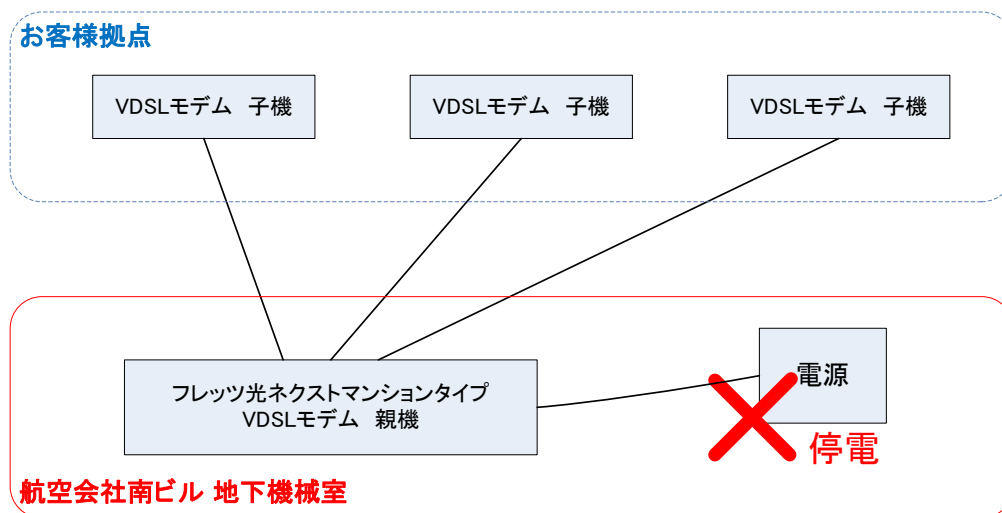 お客様拠点
VDSLモデム　子機
VDSLモデム　子機
VDSLモデム　子機
フレッツ光ネクストマンションタイプ
VDSLモデム　親機
電源
停電
航空会社南ビル 地下機械室